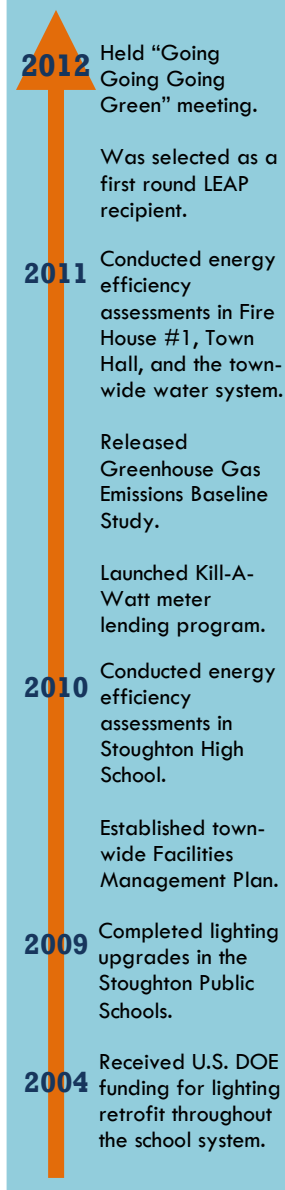 2012
Held “Going
Going Going
Green” meeting.
Was selected as a
first round LEAP
recipient.
2011
Conducted energy
efficiency
assessments in Fire
House #1, Town
Hall, and the town-
wide water system.
Released
Greenhouse Gas
Emissions Baseline
Study.
Launched Kill-A-
Watt meter
lending program.
2010
Conducted energy
efficiency
assessments in
Stoughton High
School.
Established town-
wide Facilities
Management Plan.
2009
Completed lighting
upgrades in the
Stoughton Public
Schools.
2004
Received U.S. DOE
funding for lighting
retrofit throughout
the school system.